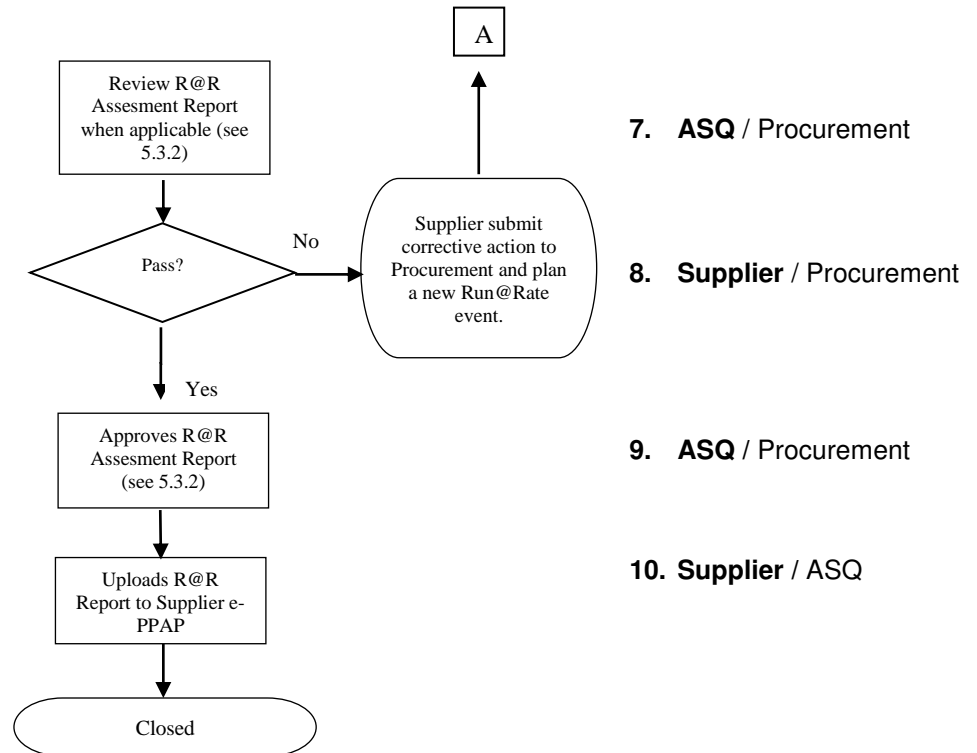 A
Review R@R
Assesment Report
when applicable (see
5.3.2)
7. ASQ / Procurement
Pass?
No
Supplier submit
corrective action to
Procurement and plan
a new Run@Rate
event.
8. Supplier / Procurement
Yes
Approves R@R
Assesment Report
(see 5.3.2)
9. ASQ / Procurement
Uploads R@R
Report to Supplier e-
PPAP
10. Supplier / ASQ
Closed